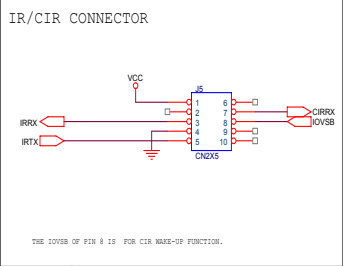 IR/CIR CONNECTOR
VCC
J5
1 6
2 7 CIRRX
IRRX 3 8 IOVSB
4 9
IRTX 5 10
CN2X5
THE IOVSB OF PIN 8 IS FOR CIR WAKE-UP FUNCTION.